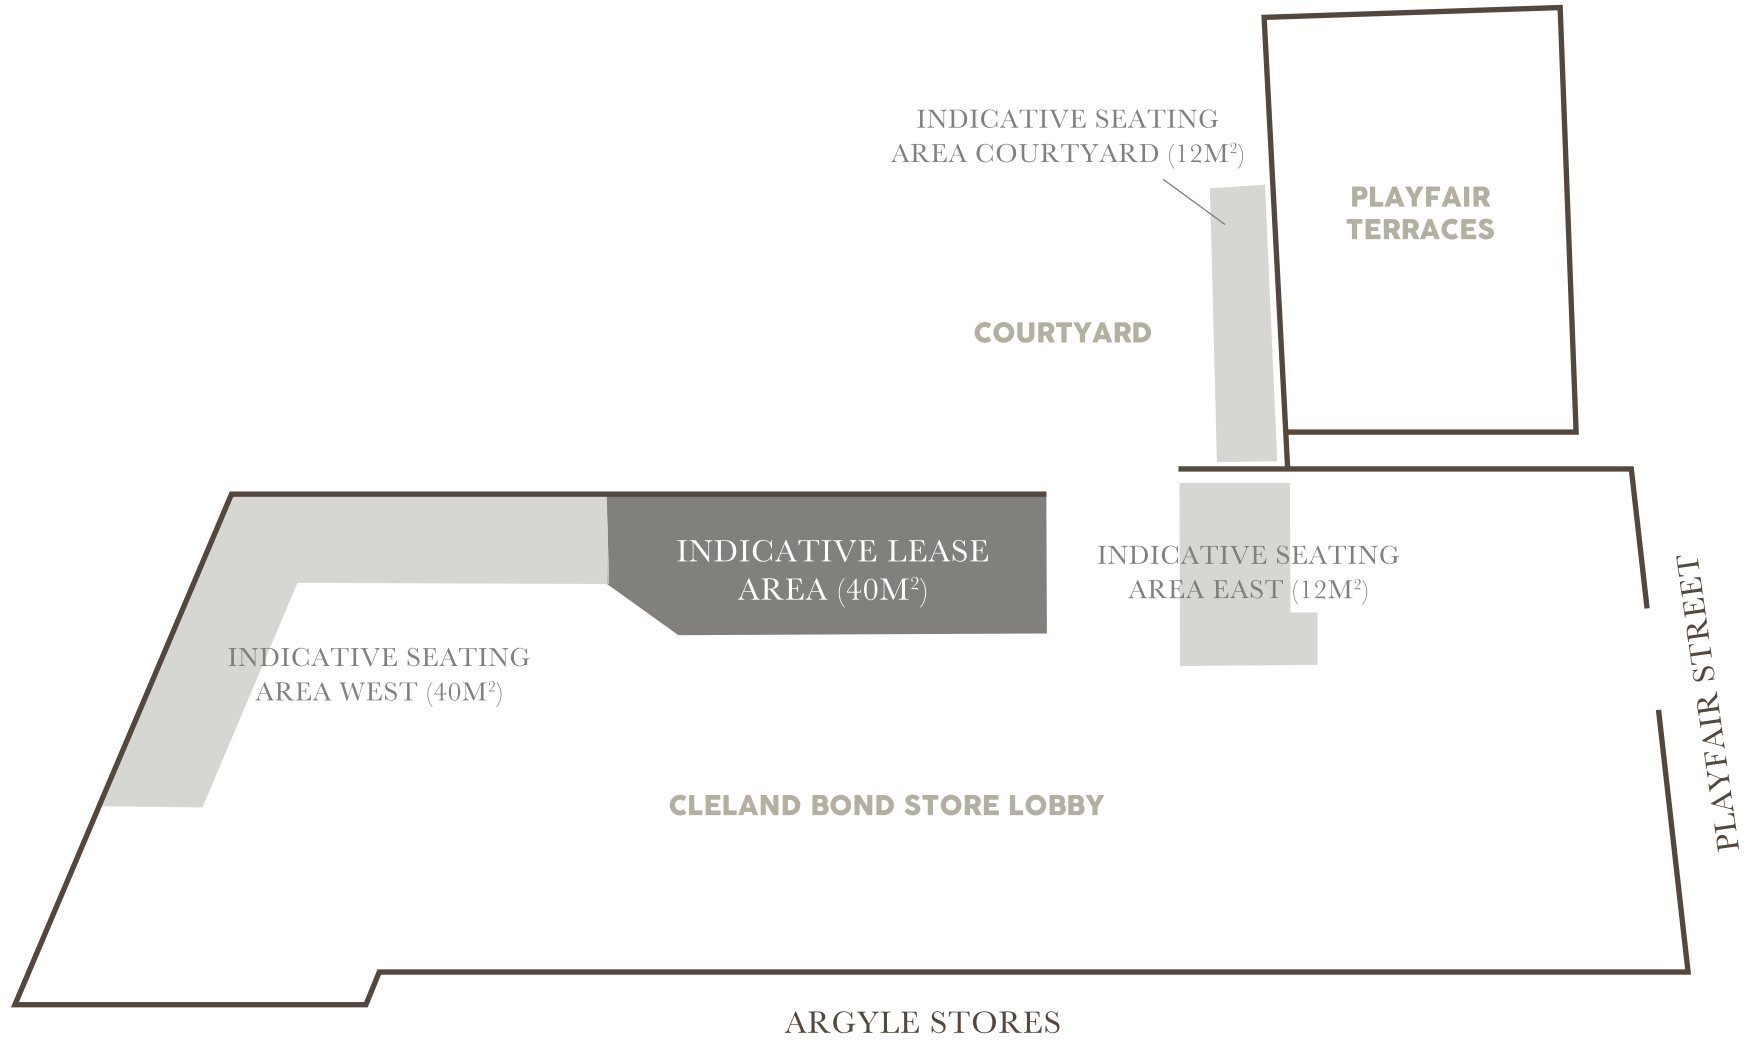 INDICATIVE SEATING
AREA COURTYARD (12M²)
PLAYFAIR
TERRACES
COURTYARD
INDICATIVE LEASE
AREA (40M²)
INDICATIVE SEATING
AREA EAST (12M²)
INDICATIVE SEATING
AREA WEST (40M²)
PLAYFAIR STREET
CLELAND BOND STORE LOBBY
ARGYLE STORES